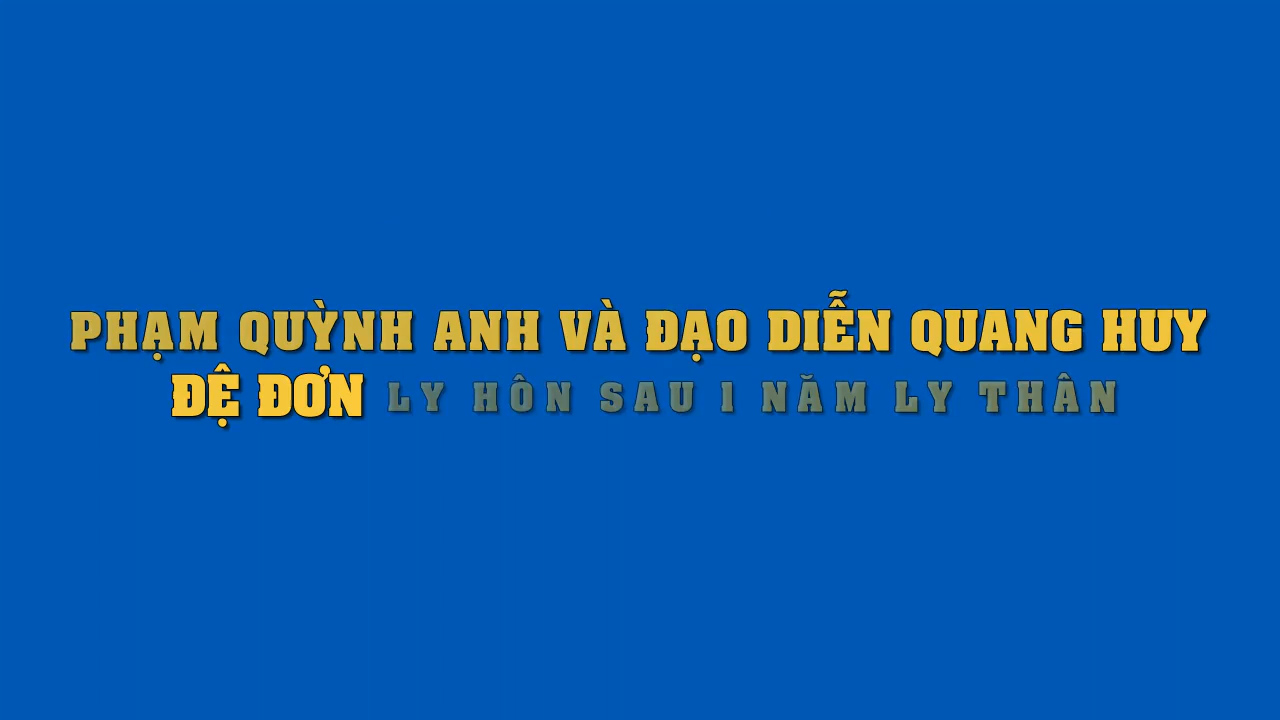 PHẠM QUỲNH ANH VÀ ĐẠO DIỄN QUANG HUY
ĐỆ ĐƠN LY HÔN SAU 1 NĂM LY THÂN